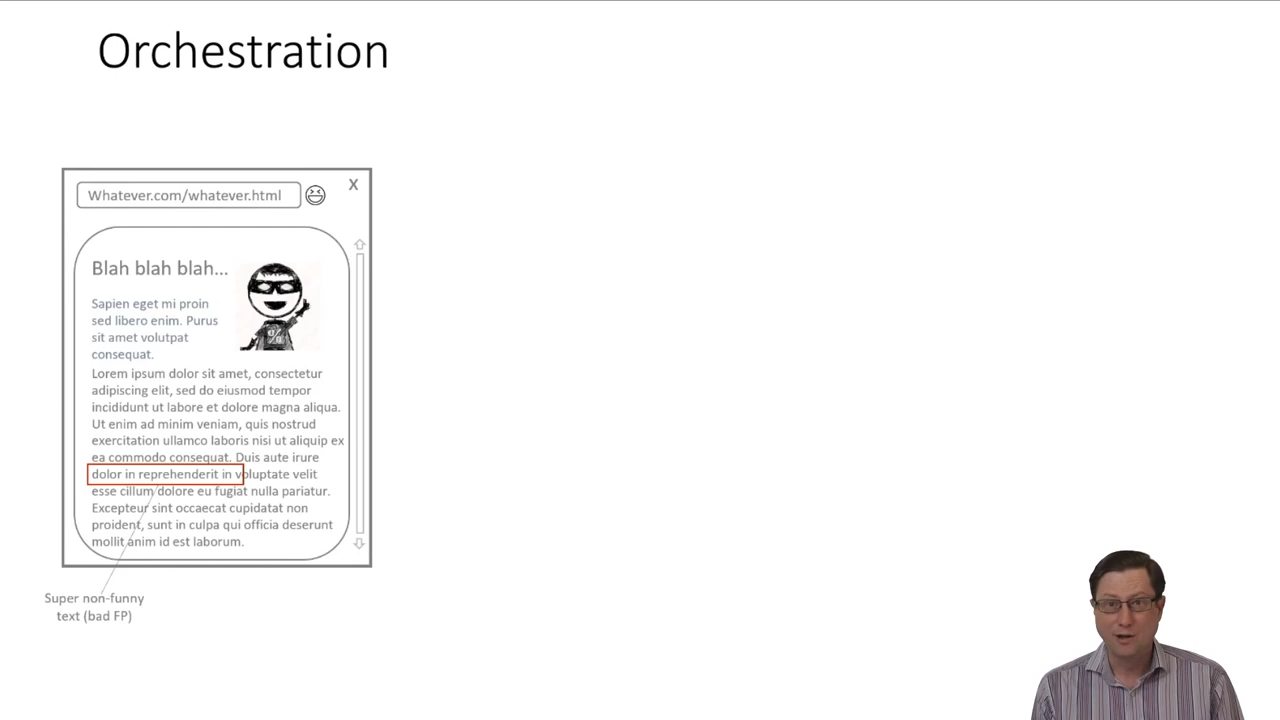 Orchestration
Whatever.com/whatever.html
X
Blah blah blah...
Sapien eget mi proin
sed libero enim. Purus
sit amet volutpat
consequat.
Lorem ipsum dolor sit amet, consectetur
adipiscing elit, sed do eiusmod tempor
incididunt ut labore et dolore magna aliqua.
Ut enim ad minim veniam, quis nostrud
exercitation ullamco laboris nisi ut aliquip ex
ea commodo consequat. Duis aute irure
dolor in reprehenderit in voluptate velit
esse cillum dolore eu fugiat nulla pariatur.
Excepteur sint occaecat cupidatat non
proident, sunt in culpa qui officia deserunt
mollit anim id est laborum.
Super non-funny
text (bad FP)